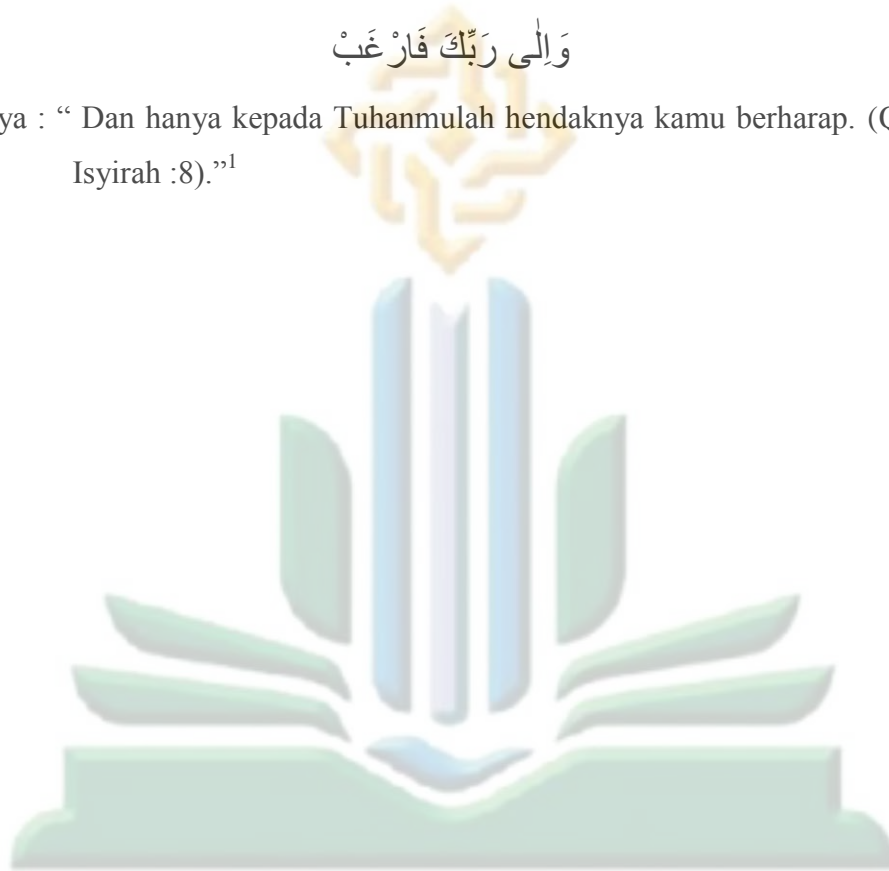 وَاِلٰى رَبِّكَ فَارْغَبْ
ya : “ Dan hanya kepada Tuhanmulah hendaknya kamu berharap. (
Isyirah :8).”¹